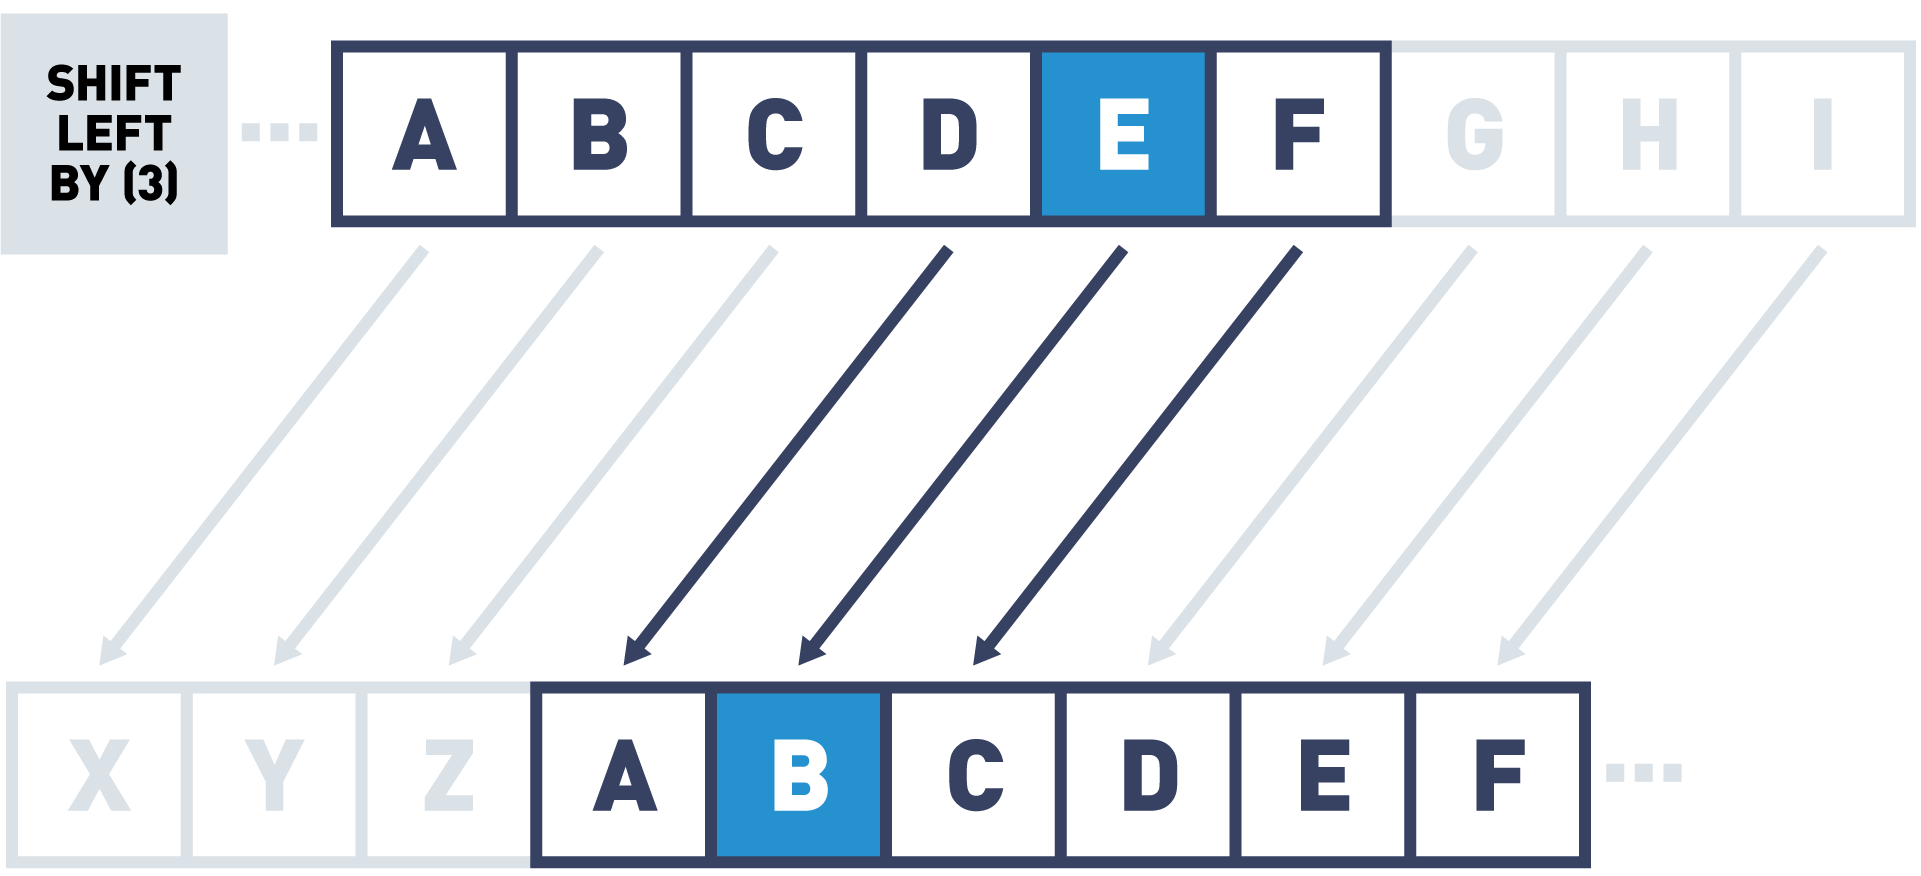 SHIFT
LEFT
BY (3)
A B C D E F G H I
X Y Z A B C D E F